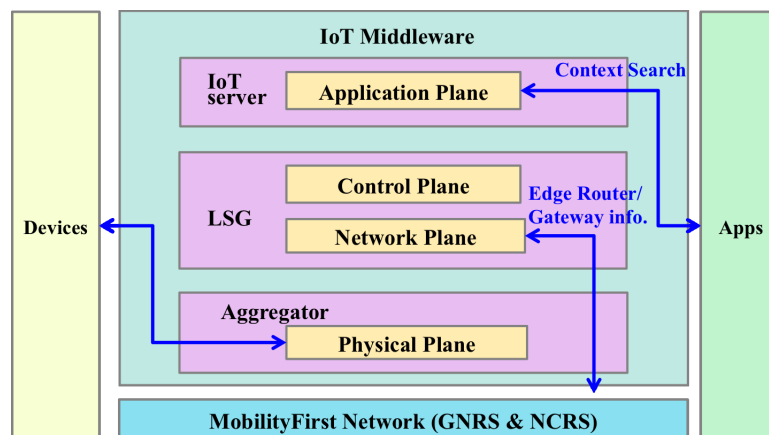 IoT Middleware
Context Search
IoT
server
Application Plane
Control Plane
Edge Router/
Gateway info.
LSG
Network Plane
Devices
Apps
Aggregator
Physical Plane
MobilityFirst Network (GNRS & NCRS)